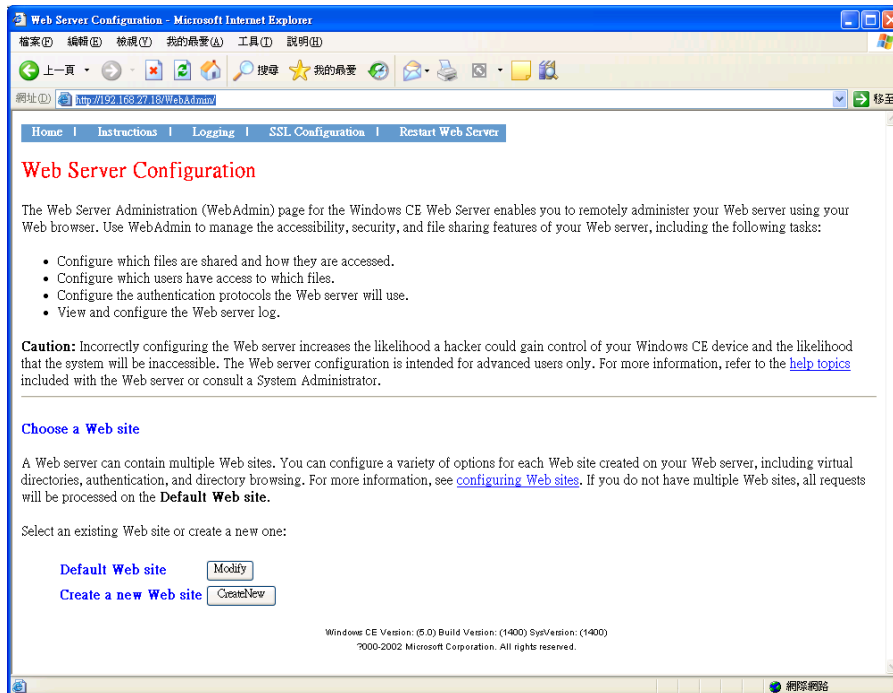 Web Server Configuration - Microsoft Internet Explorer
檔案(F) 編輯(E) 檢視(V) 我的最愛(A) 工具(T) 說明(H)
上一頁 搜尋 我的最愛
網址(D) http://192.168.27.18/WebAdmin/ 移至
Home | Instructions | Logging | SSL Configuration | Restart Web Server
Web Server Configuration
The Web Server Administration (WebAdmin) page for the Windows CE Web Server enables you to remotely administer your Web server using your
Web browser. Use WebAdmin to manage the accessibility, security, and file sharing features of your Web server, including the following tasks:
• Configure which files are shared and how they are accessed.
• Configure which users have access to which files.
• Configure the authentication protocols the Web server will use.
• View and configure the Web server log.
Caution: Incorrectly configuring the Web server increases the likelihood a hacker could gain control of your Windows CE device and the likelihood
that the system will be inaccessible. The Web server configuration is intended for advanced users only. For more information, refer to the help topics
included with the Web server or consult a System Administrator.
Choose a Web site
A Web server can contain multiple Web sites. You can configure a variety of options for each Web site created on your Web server, including virtual
directories, authentication, and directory browsing. For more information, see configuring Web sites. If you do not have multiple Web sites, all requests
will be processed on the Default Web site.
Select an existing Web site or create a new one:
Default Web site Modify
Create a new Web site CreateNew
Windows CE Version: (5.0) Build Version: (1400) SysVersion: (1400)
?000-2002 Microsoft Corporation. All rights reserved.
網際網路